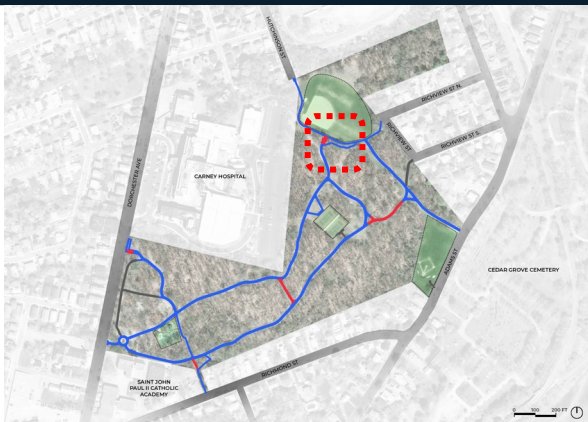 HUTCHINSON ST
RICHVIEW ST N.
RICHVIEW ST
RICHVIEW ST S.
DORCHESTER AVE
CARNEY HOSPITAL
ADAMS ST
CEDAR GROVE CEMETERY
RICHMOND ST
SAINT JOHN
PAUL II CATHOLIC
ACADEMY
0 100 200 FT